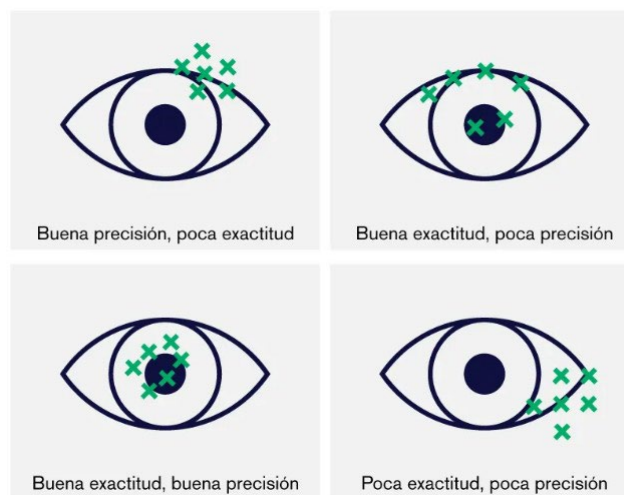 Buena precisión, poca exactitud
Buena exactitud, poca precisión
Buena exactitud, buena precisión
Poca exactitud, poca precisión